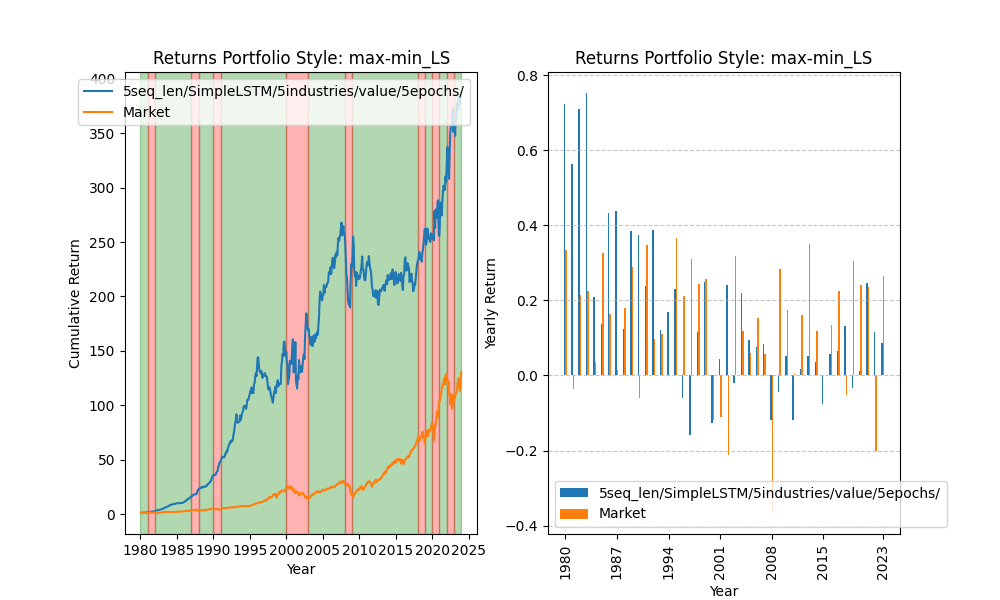 Returns Portfolio Style: max-min_LS
400
350
300
250
200
150
100
50
0
Cumulative Return
5seq_len/SimpleLSTM/5industries/value/5epochs/
Market
1980 1985 1990 1995 2000 2005 2010 2015 2020 2025
Year
Returns Portfolio Style: max-min_LS
0.8
0.6
0.4
0.2
0.0
−0.2
−0.4
Yearly Return
5seq_len/SimpleLSTM/5industries/value/5epochs/
Market
1980 1987 1994 2001 2008 2015 2023
Year